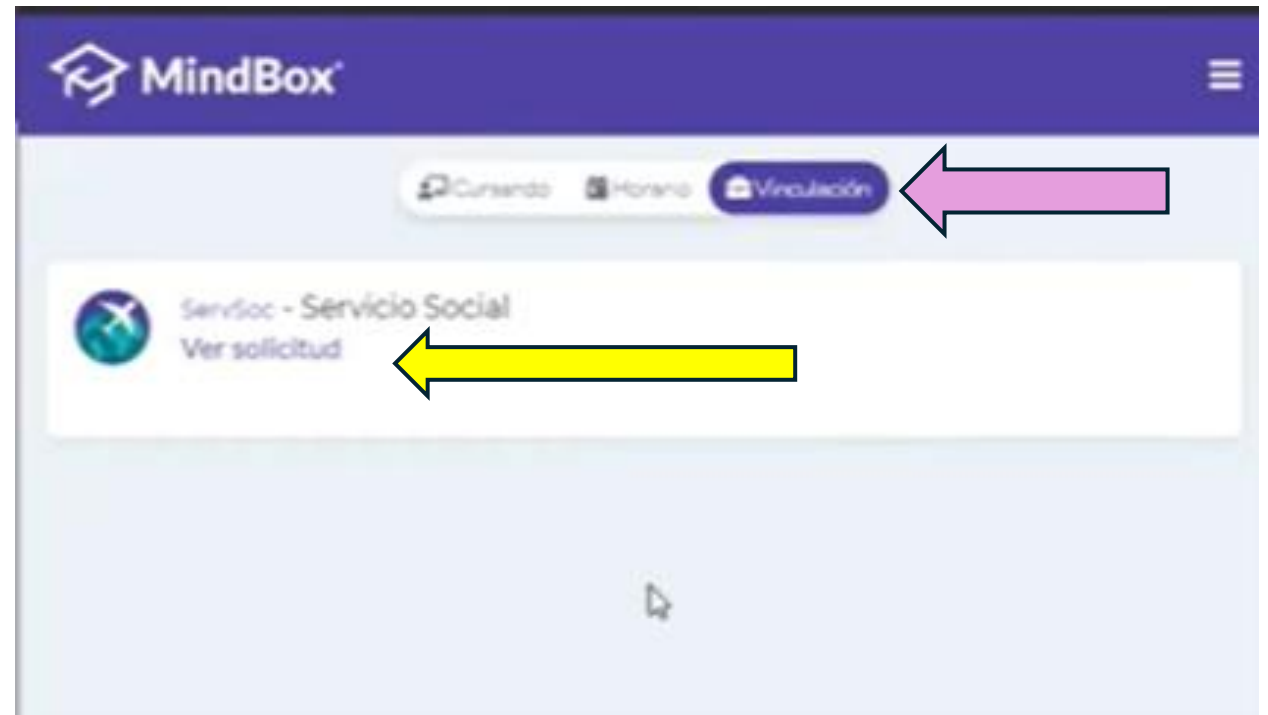 MindBox
Cursando Horario Vinculación
ServSoc - Servicio Social
Ver solicitud